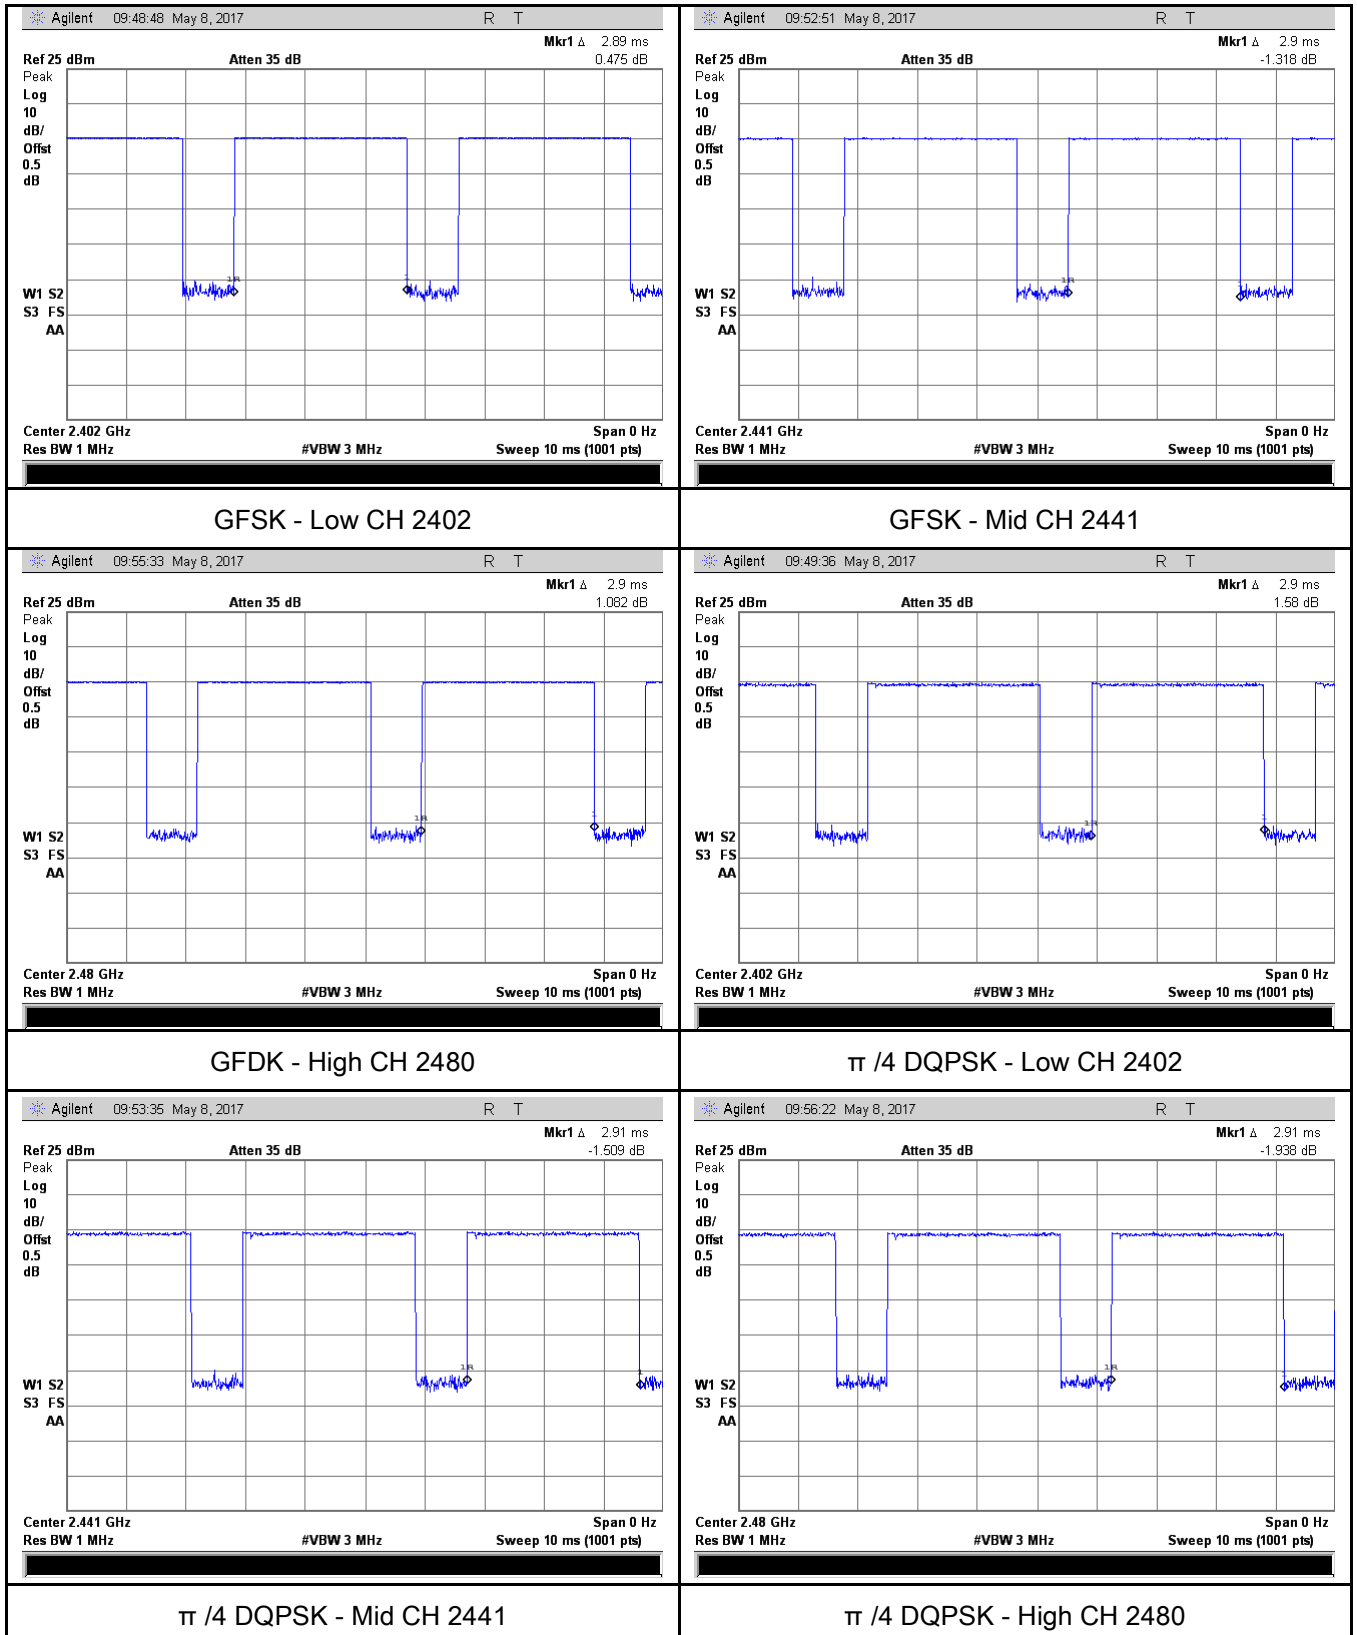 Agilent 09:48:48 May 8, 2017 R T
Mkr1 Δ 2.89 ms
Ref 25 dBm Atten 35 dB 0.475 dB
Peak
Log
10
dB/
Offst
0.5
dB
1R
1
W1 S2
S3 FS
AA
Center 2.402 GHz Span 0 Hz
Res BW 1 MHz #VBW 3 MHz Sweep 10 ms (1001 pts)
GFSK - Low CH 2402
Agilent 09:52:51 May 8, 2017 R T
Mkr1 Δ 2.9 ms
Ref 25 dBm Atten 35 dB -1.318 dB
Peak
Log
10
dB/
Offst
0.5
dB
1R
1
W1 S2
S3 FS
AA
Center 2.441 GHz Span 0 Hz
Res BW 1 MHz #VBW 3 MHz Sweep 10 ms (1001 pts)
GFSK - Mid CH 2441
Agilent 09:55:33 May 8, 2017 R T
Mkr1 Δ 2.9 ms
Ref 25 dBm Atten 35 dB 1.082 dB
Peak
Log
10
dB/
Offst
0.5
dB
1R
1
W1 S2
S3 FS
AA
Center 2.48 GHz Span 0 Hz
Res BW 1 MHz #VBW 3 MHz Sweep 10 ms (1001 pts)
GFDK - High CH 2480
Agilent 09:49:36 May 8, 2017 R T
Mkr1 Δ 2.9 ms
Ref 25 dBm Atten 35 dB 1.58 dB
Peak
Log
10
dB/
Offst
0.5
dB
1R
1
W1 S2
S3 FS
AA
Center 2.402 GHz Span 0 Hz
Res BW 1 MHz #VBW 3 MHz Sweep 10 ms (1001 pts)
π /4 DQPSK - Low CH 2402
Agilent 09:53:35 May 8, 2017 R T
Mkr1 Δ 2.91 ms
Ref 25 dBm Atten 35 dB -1.509 dB
Peak
Log
10
dB/
Offst
0.5
dB
1R
1
W1 S2
S3 FS
AA
Center 2.441 GHz Span 0 Hz
Res BW 1 MHz #VBW 3 MHz Sweep 10 ms (1001 pts)
π /4 DQPSK - Mid CH 2441
Agilent 09:56:22 May 8, 2017 R T
Mkr1 Δ 2.91 ms
Ref 25 dBm Atten 35 dB -1.938 dB
Peak
Log
10
dB/
Offst
0.5
dB
1R
1
W1 S2
S3 FS
AA
Center 2.48 GHz Span 0 Hz
Res BW 1 MHz #VBW 3 MHz Sweep 10 ms (1001 pts)
π /4 DQPSK - High CH 2480